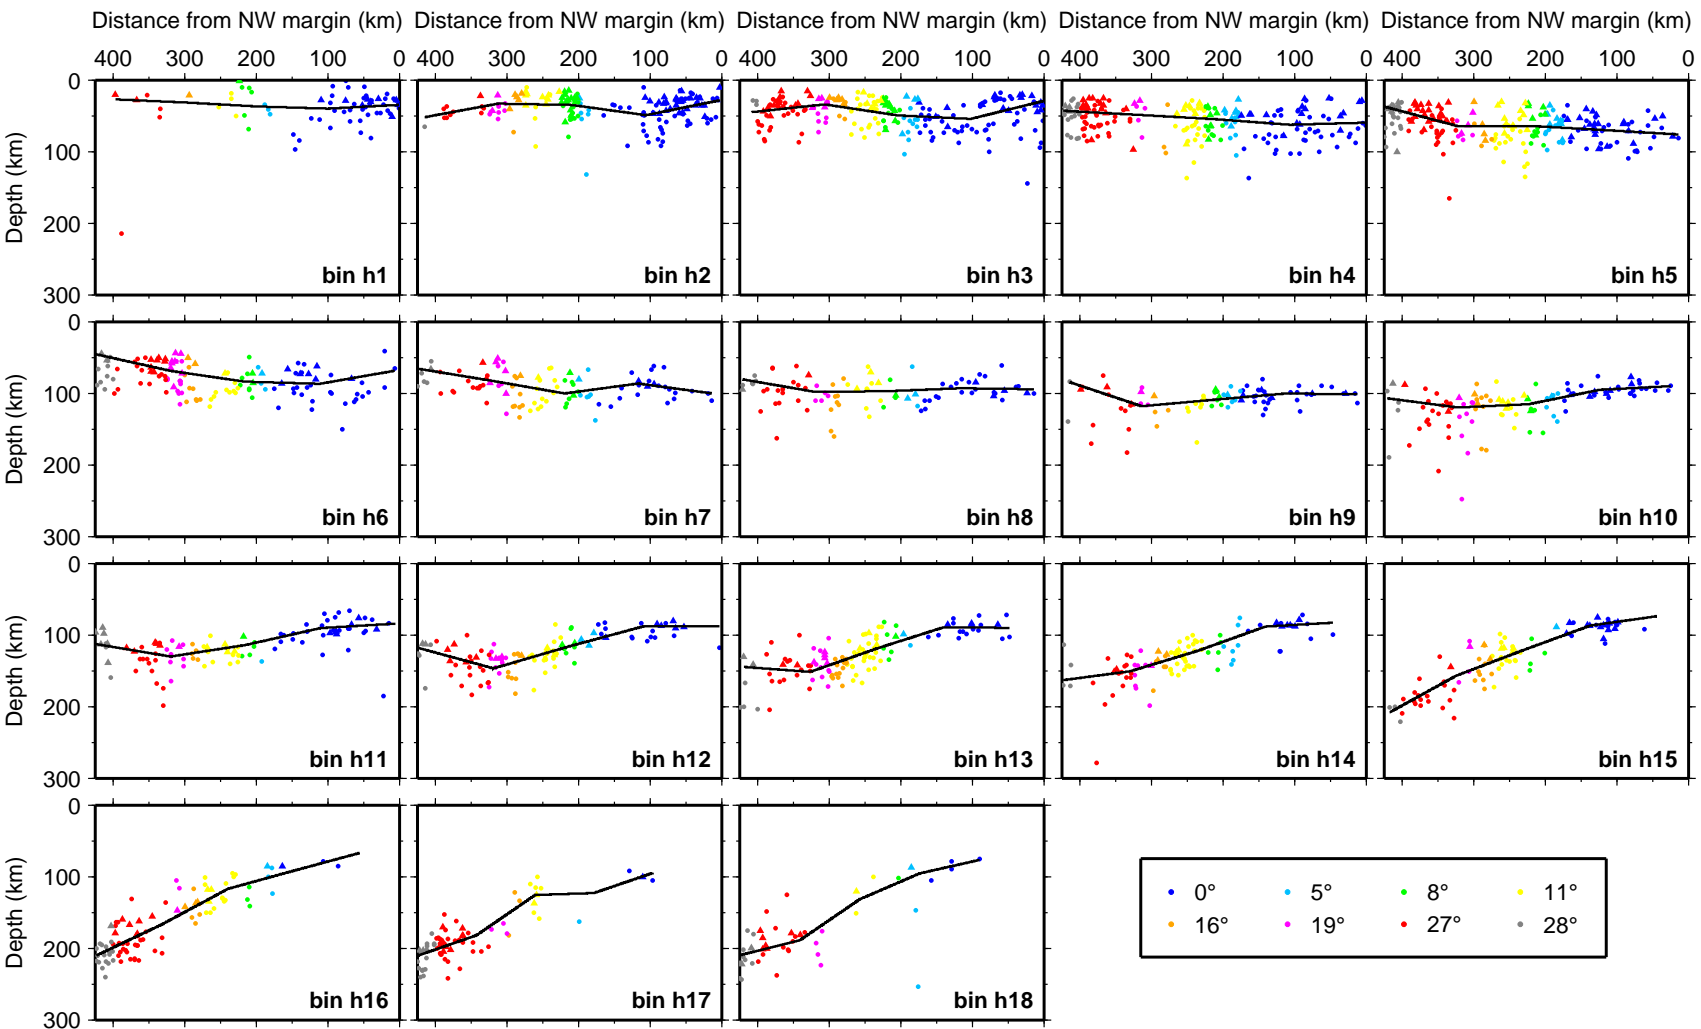 Distance from NW margin (km) Distance from NW margin (km) Distance from NW margin (km) Distance from NW margin (km) Distance from NW margin (km)
400 300 200 100 0 400 300 200 100 0 400 300 200 100 0 400 300 200 100 0 400 300 200 100 0
0
100
200
300
Depth (km)
bin h1
bin h2
bin h3
bin h4
bin h5
0
100
200
300
Depth (km)
bin h6
bin h7
bin h8
bin h9
bin h10
0
100
200
300
Depth (km)
bin h11
bin h12
bin h13
bin h14
bin h15
0
100
200
300
Depth (km)
bin h16
bin h17
bin h18
0° 5° 8° 11°
16° 19° 27° 28°